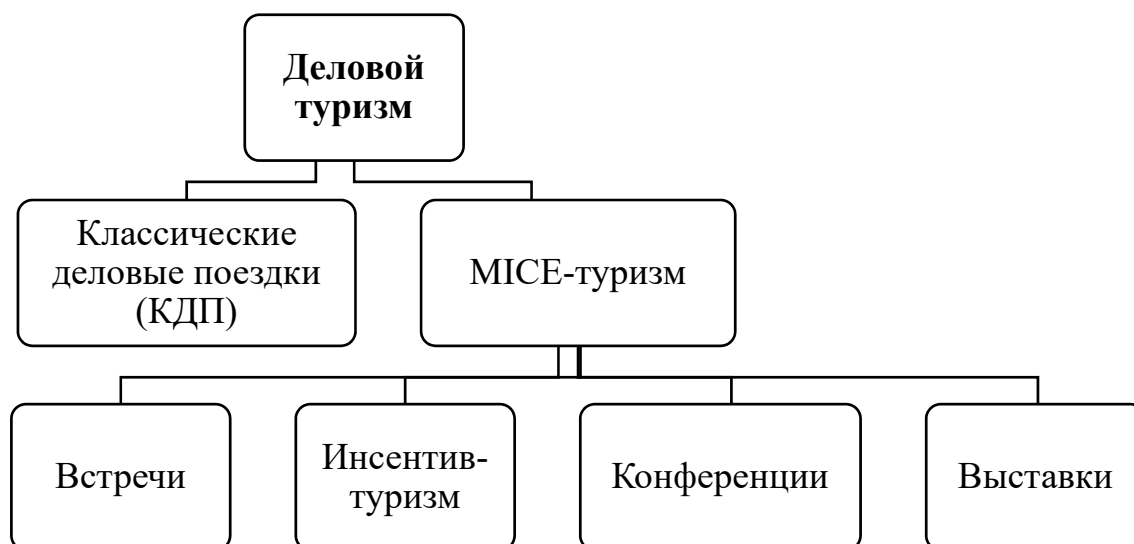 Деловой
туризм
Классические
деловые поездки
(КДП)
MICE-туризм
Встречи
Инсентив-
туризм
Конференции
Выставки